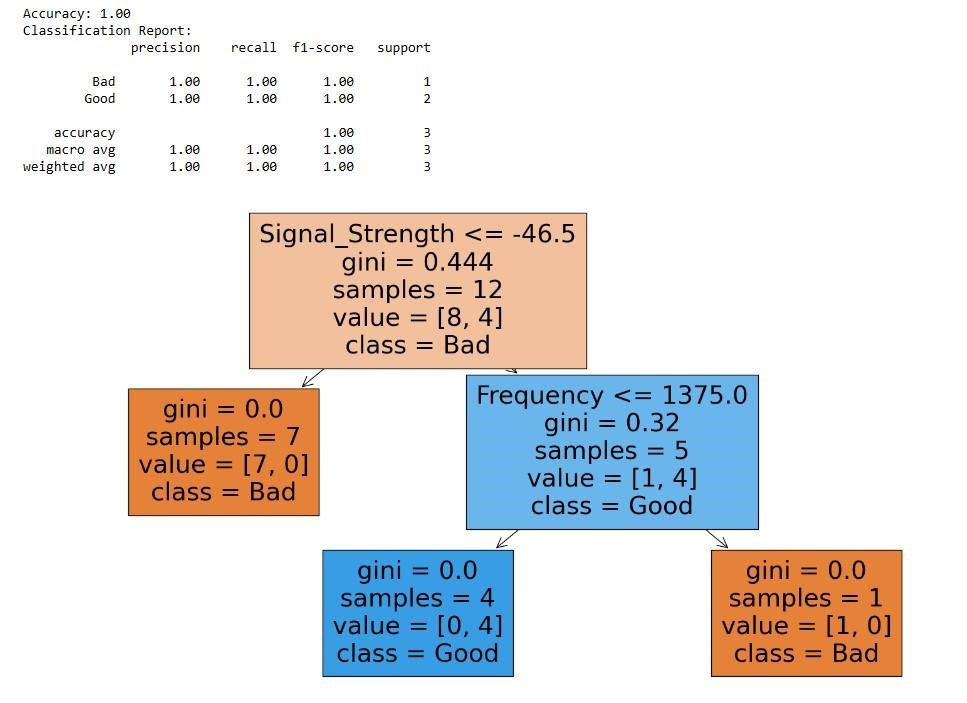 Accuracy: 1.00
Classification Report:
precision recall f1-score support
Bad 1.00 1.00 1.00 1
Good 1.00 1.00 1.00 2
accuracy 1.00 3
macro avg 1.00 1.00 1.00 3
weighted avg 1.00 1.00 1.00 3
Signal_Strength <= -46.5
gini = 0.444
samples = 12
value = [8, 4]
class = Bad
gini = 0.0
samples = 7
value = [7, 0]
class = Bad
Frequency <= 1375.0
gini = 0.32
samples = 5
value = [1, 4]
class = Good
gini = 0.0
samples = 4
value = [0, 4]
class = Good
gini = 0.0
samples = 1
value = [1, 0]
class = Bad